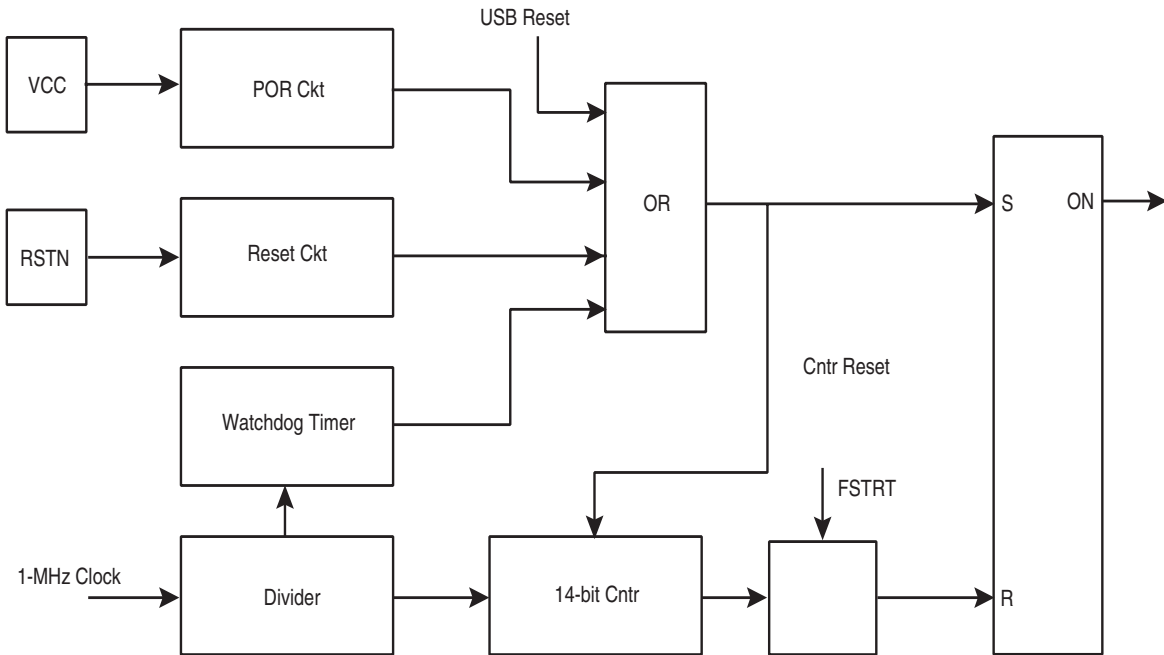 USB Reset
VCC
POR Ckt
OR
S
ON
RSTN
Reset Ckt
Cntr Reset
Watchdog Timer
FSTRT
1-MHz Clock
Divider
14-bit Cntr
R